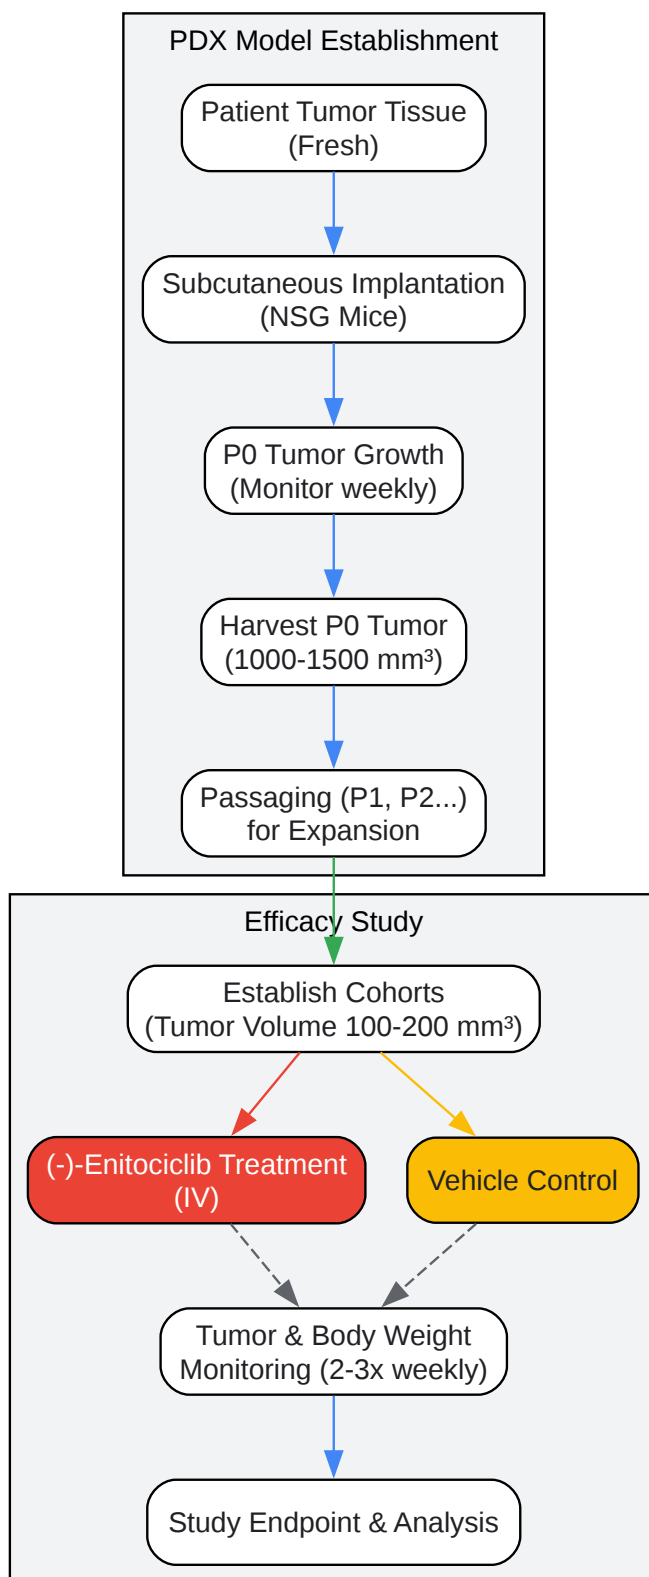 PDX Model Establishment
Patient Tumor Tissue
(Fresh)
Subcutaneous Implantation
(NSG Mice)
P0 Tumor Growth
(Monitor weekly)
Harvest P0 Tumor
(1000-1500 mm³)
Passaging (P1, P2...)
for Expansion
Efficacy Study
Establish Cohorts
(Tumor Volume 100-200 mm³)
(-)-Enitociclib Treatment
(IV)
Vehicle Control
Tumor & Body Weight
Monitoring (2-3x weekly)
Study Endpoint & Analysis